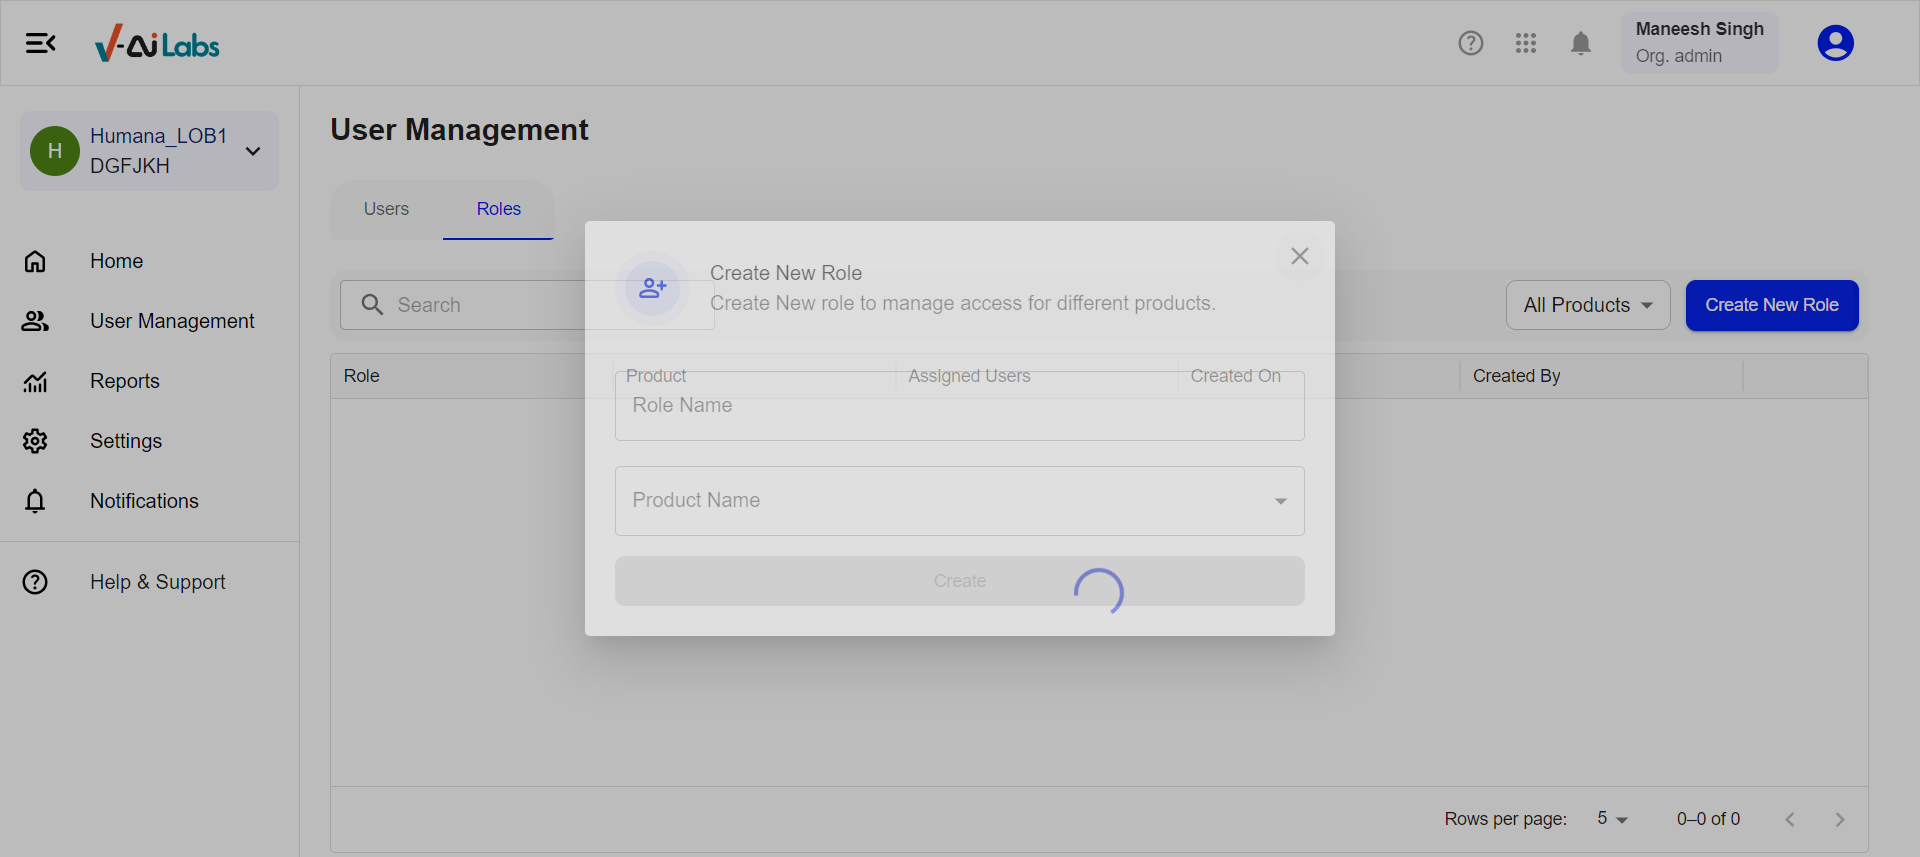 V-Ai Labs
Maneesh Singh
Org. admin
H
Humana_LOB1
DGFJKH
Home
User Management
Reports
Settings
Notifications
Help & Support
User Management
Users
Roles
Search
All Products
Create New Role
Role
Product
Assigned Users
Created On
Created By
Create New Role
Create New role to manage access for different products.
Role Name
Product Name
Create
Rows per page:
5
0–0 of 0